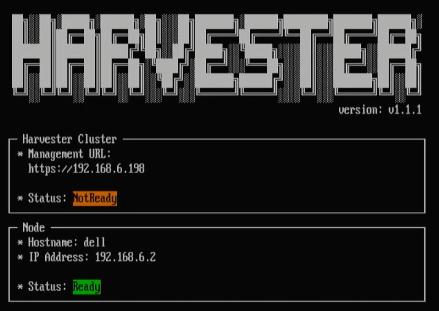 HARVESTER
version: v1.1.1
Harvester Cluster
* Management URL:
https://192.168.6.198
* Status: NotReady
Node
* Hostname: dell
* IP Address: 192.168.6.2
* Status: Ready